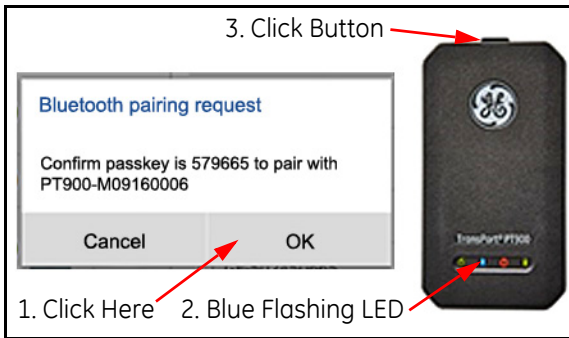 3. Click Button
Bluetooth pairing request
Confirm passkey is 579665 to pair with
PT900-M09160006
Cancel
OK
GE
TransPort® PT900
1. Click Here
2. Blue Flashing LED